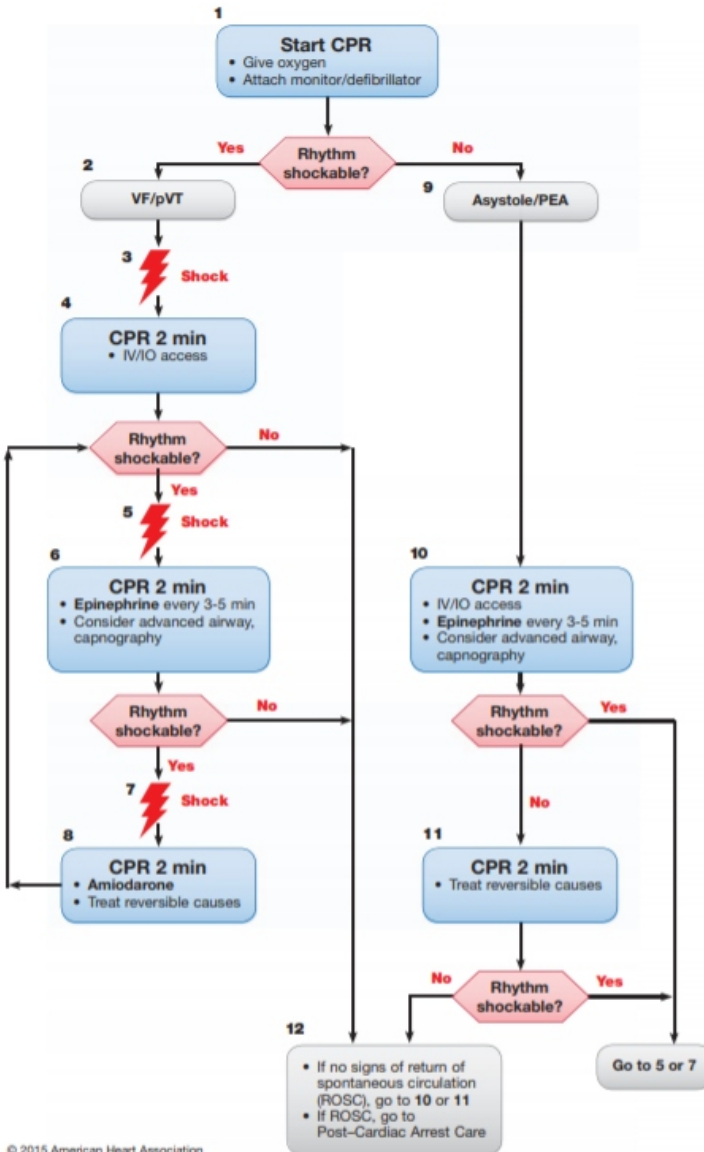 1
Start CPR
• Give oxygen
• Attach monitor/defibrillator
Yes
Rhythm
shockable?
No
2
VF/pVT
9
Asystole/PEA
3
Shock
4
CPR 2 min
• IV/IO access
Rhythm
shockable?
No
Yes
5
Shock
6
CPR 2 min
• Epinephrine every 3-5 min
• Consider advanced airway,
capnography
10
CPR 2 min
• IV/IO access
• Epinephrine every 3-5 min
• Consider advanced airway,
capnography
Rhythm
shockable?
No
Yes
Rhythm
shockable?
Yes
No
7
Shock
8
CPR 2 min
• Amiodarone
• Treat reversible causes
11
CPR 2 min
• Treat reversible causes
No
Rhythm
shockable?
Yes
12
• If no signs of return of
spontaneous circulation
(ROSC), go to 10 or 11
• If ROSC, go to
Post–Cardiac Arrest Care
Go to 5 or 7
© 2015 American Heart Association